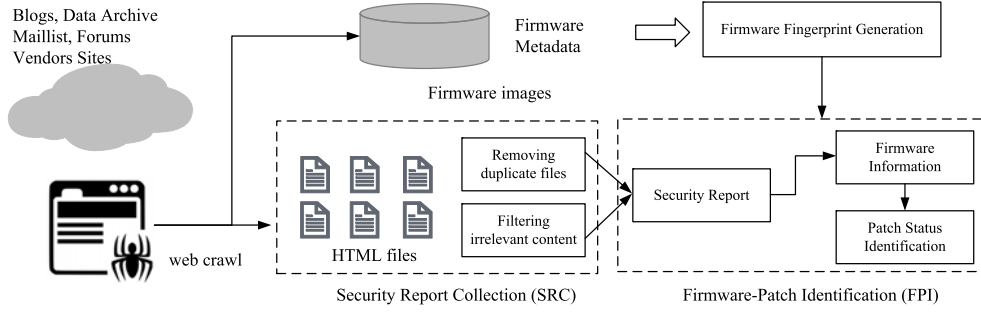 Blogs, Data Archive
Maillist, Forums
Vendors Sites
Firmware
Metadata
Firmware Fingerprint Generation
Firmware images
Removing
duplicate files
Filtering
irrelevant content
HTML files
web crawl
Security Report
Firmware
Information
Patch Status
Identification
Security Report Collection (SRC)
Firmware-Patch Identification (FPI)